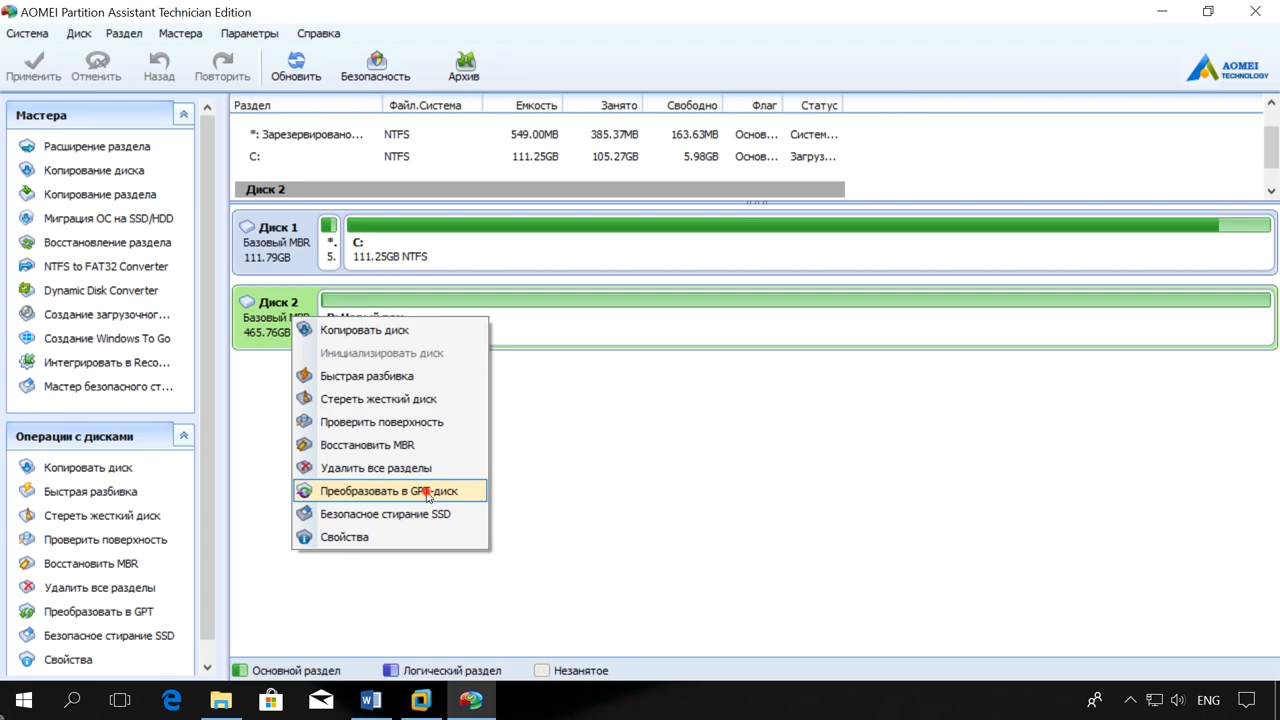 AOMEI Partition Assistant Technician Edition
Система Диск Раздел Мастера Параметры Справка
Применить Отменить Назад Повторить Обновить Безопасность Архив
AOMEI
TECHNOLOGY
Мастера
Расширение раздела
Копирование диска
Копирование раздела
Миграция ОС на SSD/HDD
Восстановление раздела
NTFS to FAT32 Converter
Dynamic Disk Converter
Создание загрузочног...
Создание Windows To Go
Интегрировать в Reco...
Мастер безопасного ст...
Операции с дисками
Копировать диск
Быстрая разбивка
Стереть жесткий диск
Проверить поверхность
Восстановить MBR
Удалить все разделы
Преобразовать в GPT
Безопасное стирание SSD
Свойства
Раздел Файл.Система Емкость Занято Свободно Флаг Статус
*: Зарезервировано... NTFS 549.00MB 385.37MB 163.63MB Основ... Систем...
C: NTFS 111.25GB 105.27GB 5.98GB Основ... Загруз...
Диск 2
Диск 1
Базовый MBR
111.79GB
*.
5.
C:
111.25GB NTFS
Диск 2
Базовый MBR
465.76GB
Копировать диск
Инициализировать диск
Быстрая разбивка
Стереть жесткий диск
Проверить поверхность
Восстановить MBR
Удалить все разделы
Преобразовать в GPT-диск
Безопасное стирание SSD
Свойства
Основной раздел Логический раздел Незанятое
ENG